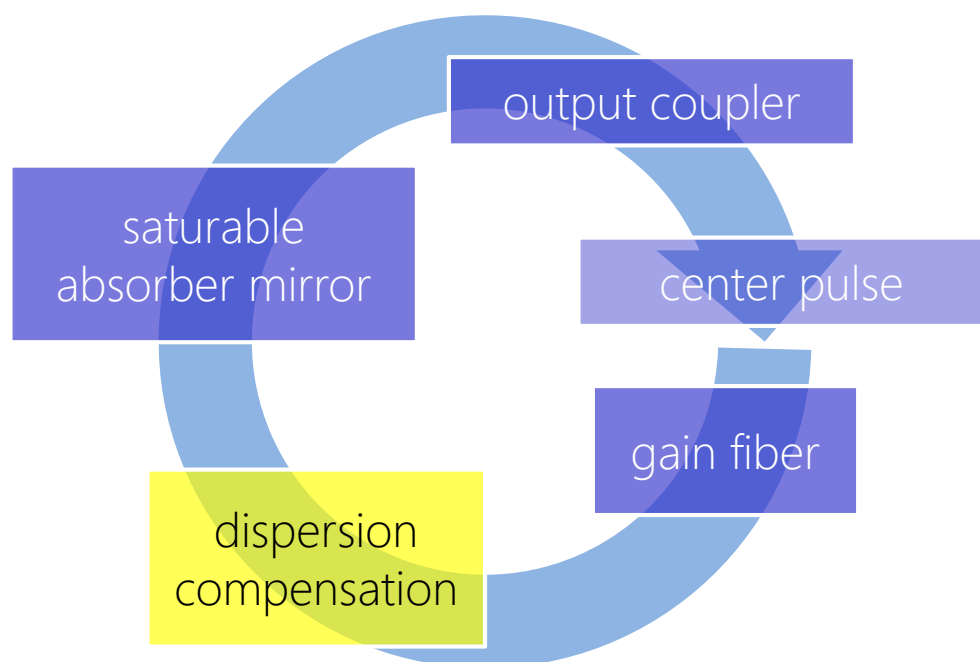 output coupler
saturable
absorber mirror
center pulse
gain fiber
dispersion
compensation